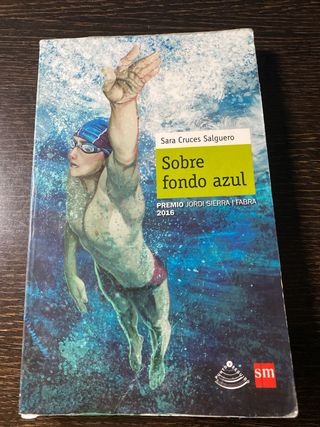 Sara Cruces Salguero
Sobre
fondo azul
PREMIO JORDI SIERRA I FABRA
2016
sm